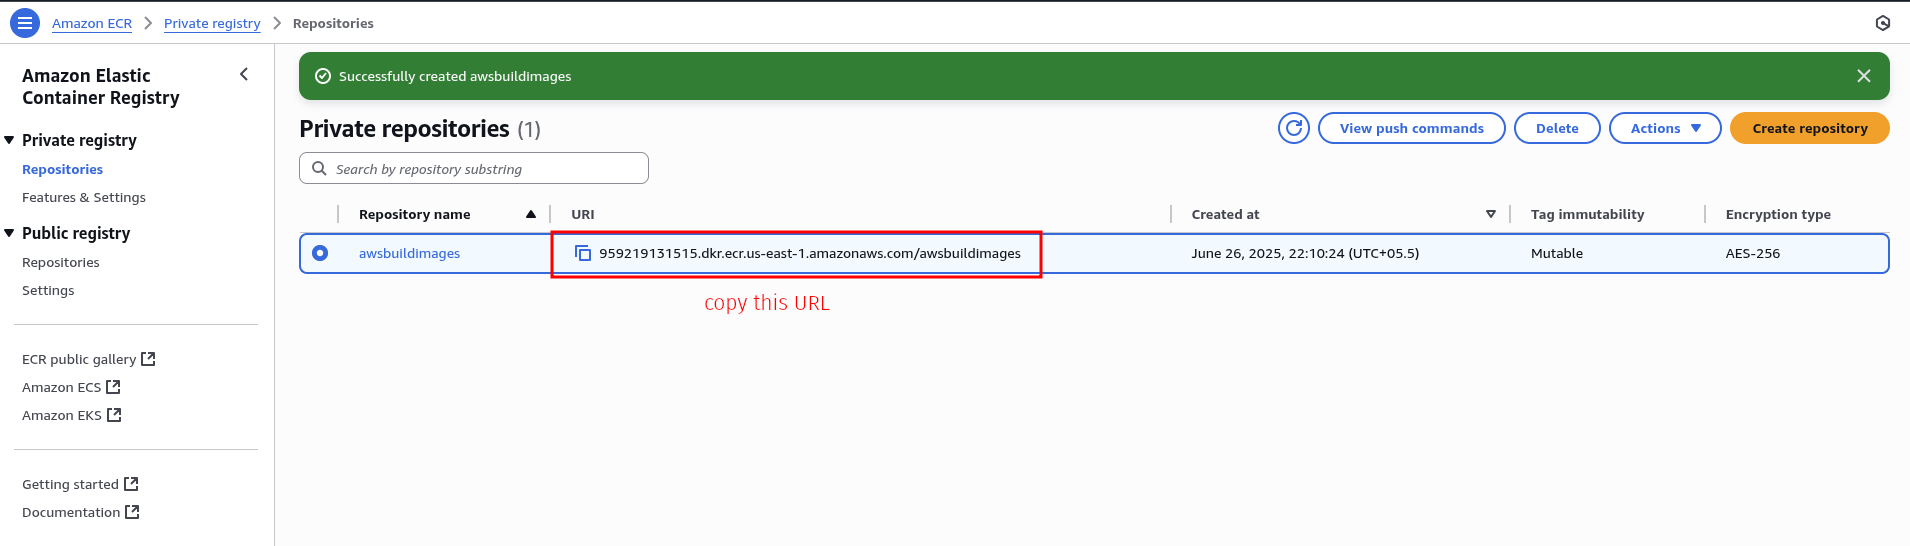 Amazon ECR > Private registry > Repositories
Amazon Elastic
Container Registry
Private registry
Repositories
Features & Settings
Public registry
Repositories
Settings
ECR public gallery
Amazon ECS
Amazon EKS
Getting started
Documentation
Successfully created awsbuildimages
Private repositories (1)
View push commands Delete Actions Create repository
Search by repository substring
Repository name URI Created at Tag immutability Encryption type
awsbuildimages 959219131515.dkr.ecr.us-east-1.amazonaws.com/awsbuildimages June 26, 2025, 22:10:24 (UTC+05.5) Mutable AES-256
copy this URL